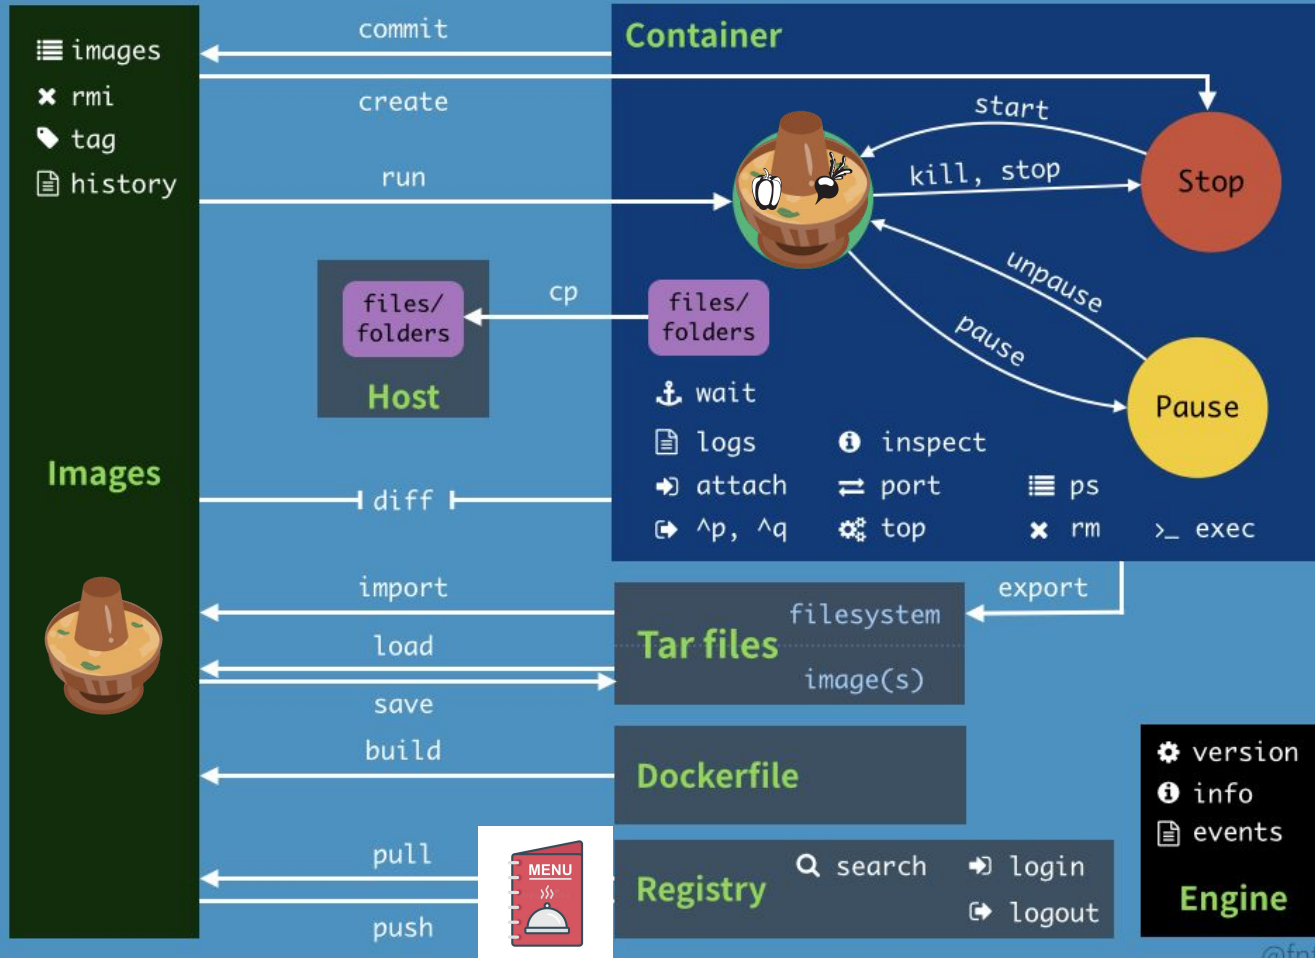 images
rmi
tag
history
Images
commit
create
run
cp
files/
folders
Host
diff
import
load
save
build
pull
push
Container
start
kill, stop
Stop
unpause
pause
Pause
files/
folders
wait
logs
inspect
attach
port
ps
^p, ^q
top
rm
>_ exec
export
filesystem
Tar files
image(s)
Dockerfile
MENU
Registry
search
login
logout
version
info
events
Engine